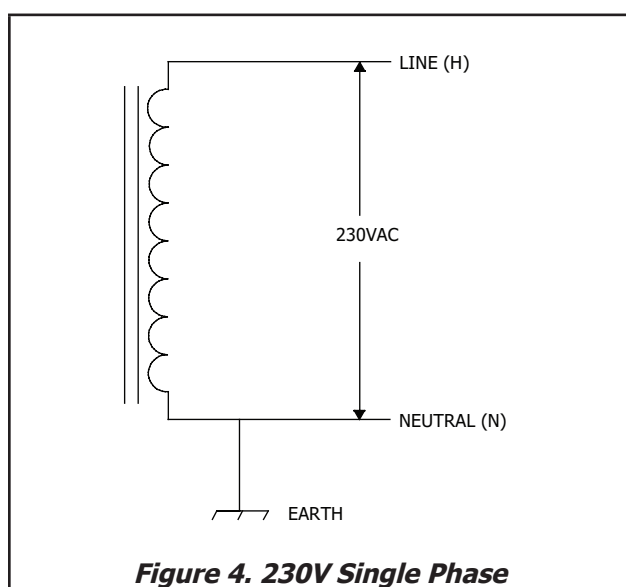 LINE (H)
230VAC
NEUTRAL (N)
EARTH
Figure 4. 230V Single Phase